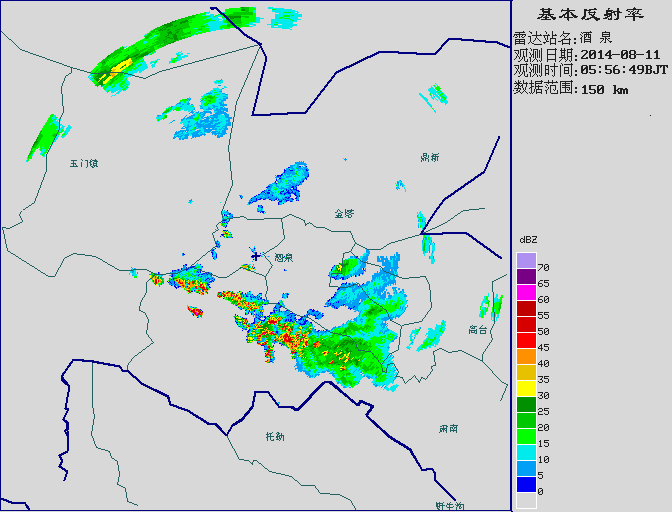 基本反射率
雷达站名:酒 泉
观测日期:2014-08-11
观测时间:05:56:49BJT
数据范围:150 km
玉门镇
鼎新
金塔
酒泉
高台
肃南
托勒
野牛沟
dBZ
70
65
60
55
50
45
40
35
30
25
20
15
10
5
0